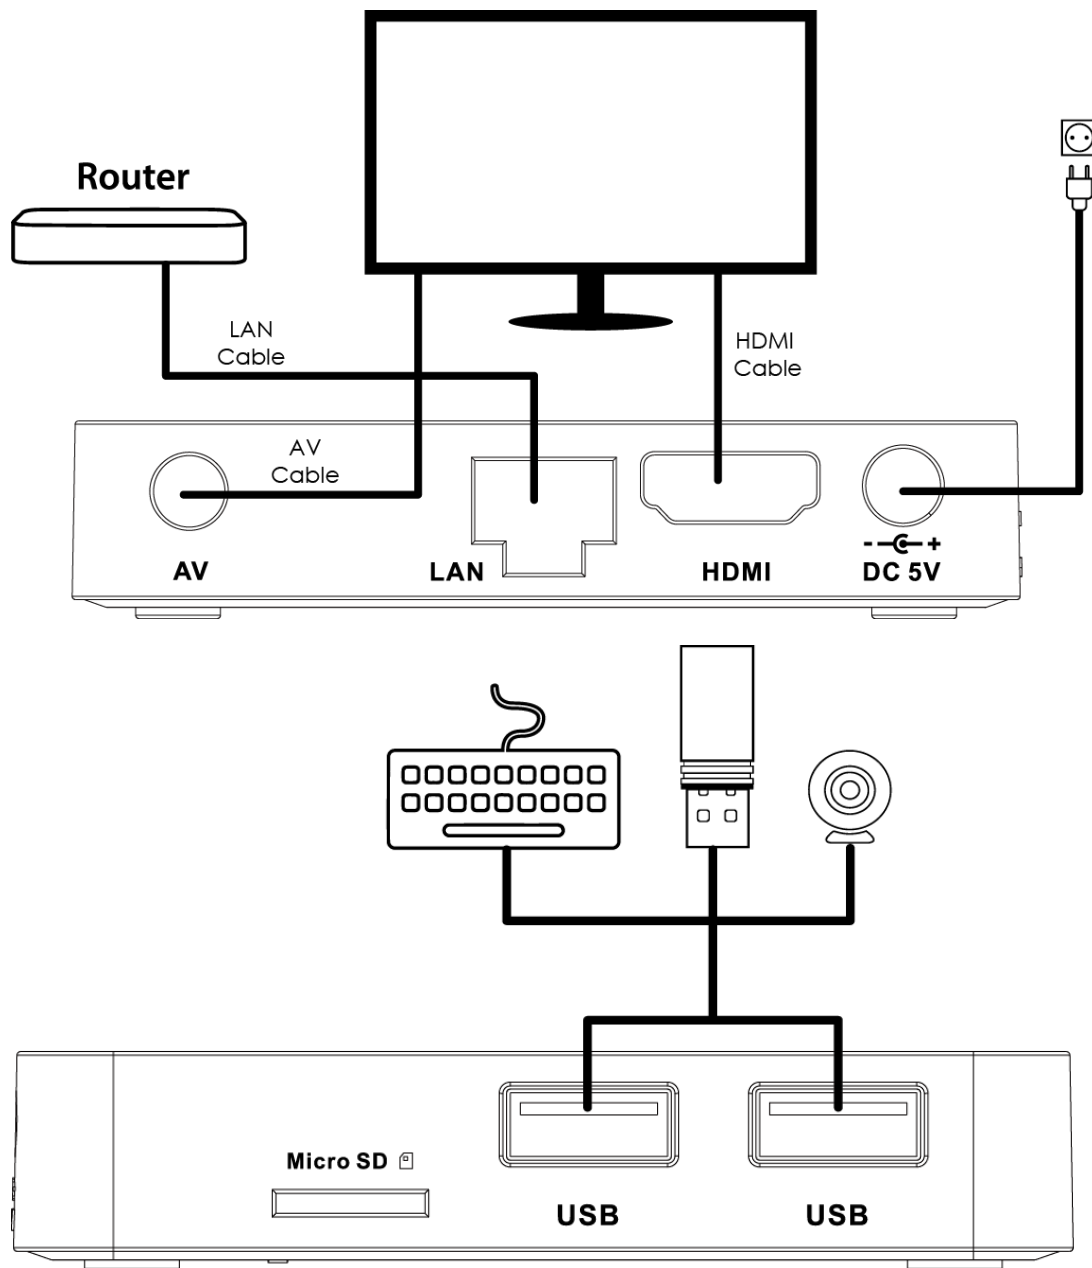 Router
LAN
Cable
HDMI
Cable
AV
Cable
- +
AV
LAN
HDMI
DC 5V
Micro SD
USB
USB